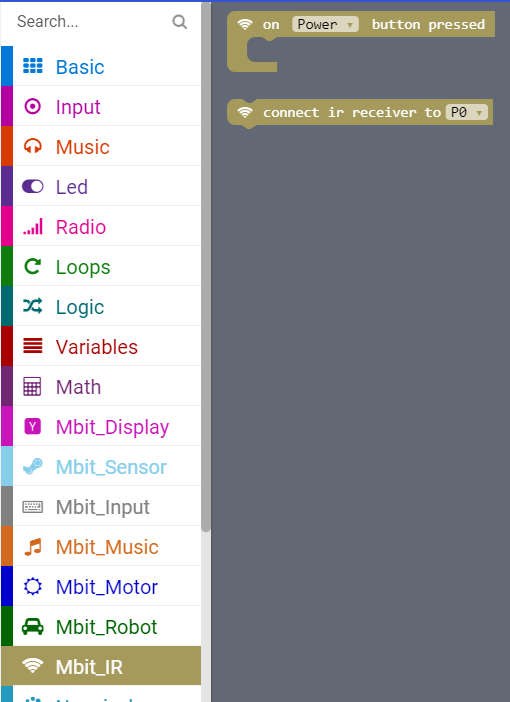 Search...
Basic
Input
Music
Led
Radio
Loops
Logic
Variables
Math
Y Mbit_Display
Mbit_Sensor
Mbit_Input
Mbit_Music
Mbit_Motor
Mbit_Robot
Mbit_IR
on Power button pressed
connect ir receiver to P0